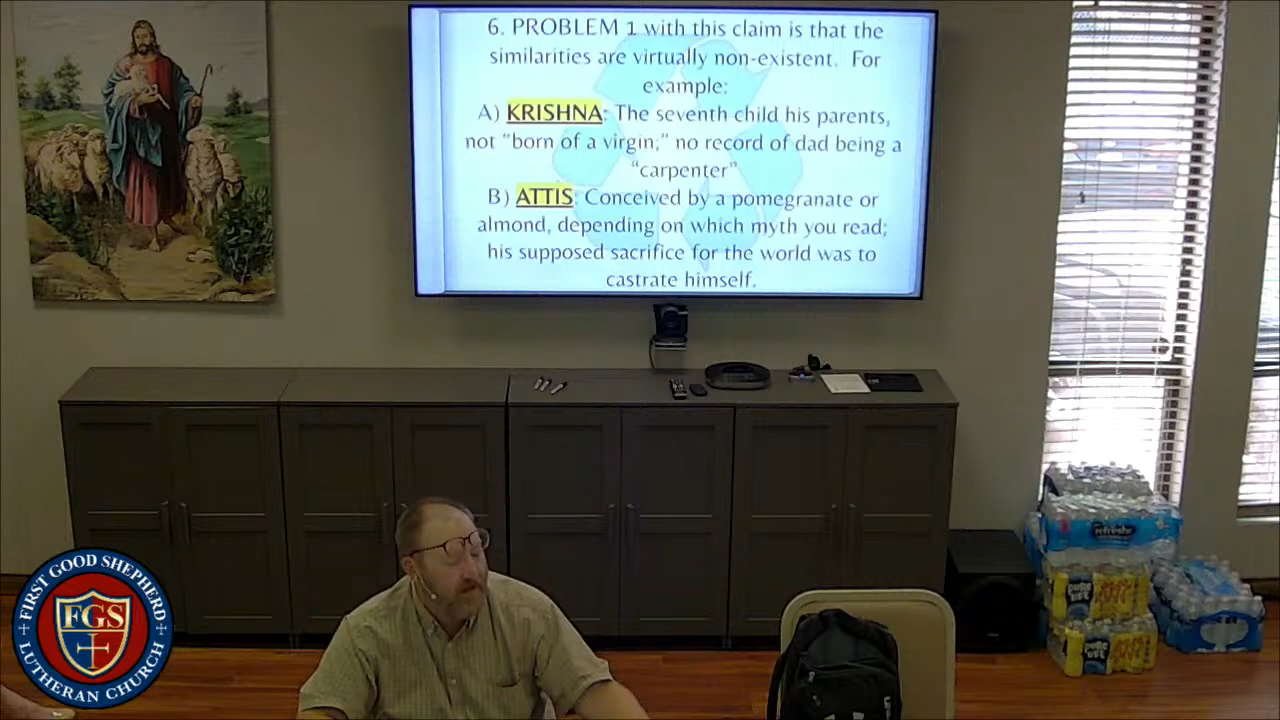 6. PROBLEM 1 with this claim is that the
similarities are virtually non-existent. For
example:
A) KRISHNA: The seventh child his parents,
not "born of a virgin," no record of dad being a
"carpenter"
B) ATTIS: Conceived by a pomegranate or
almond, depending on which myth you read;
his supposed sacrifice for the world was to
castrate himself.
FIRST GOOD SHEPHERD
FGS
LUTHERAN CHURCH
refreshe